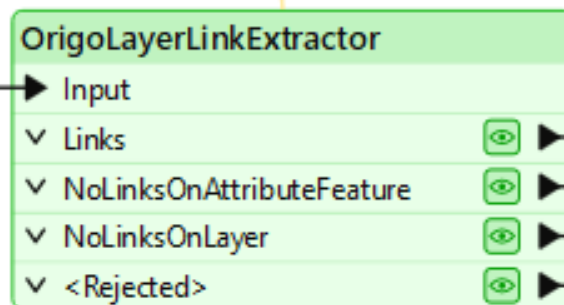 OrigoLayerLinkExtractor
Input
Links
NoLinksOnAttributeFeature
NoLinksOnLayer
<Rejected>